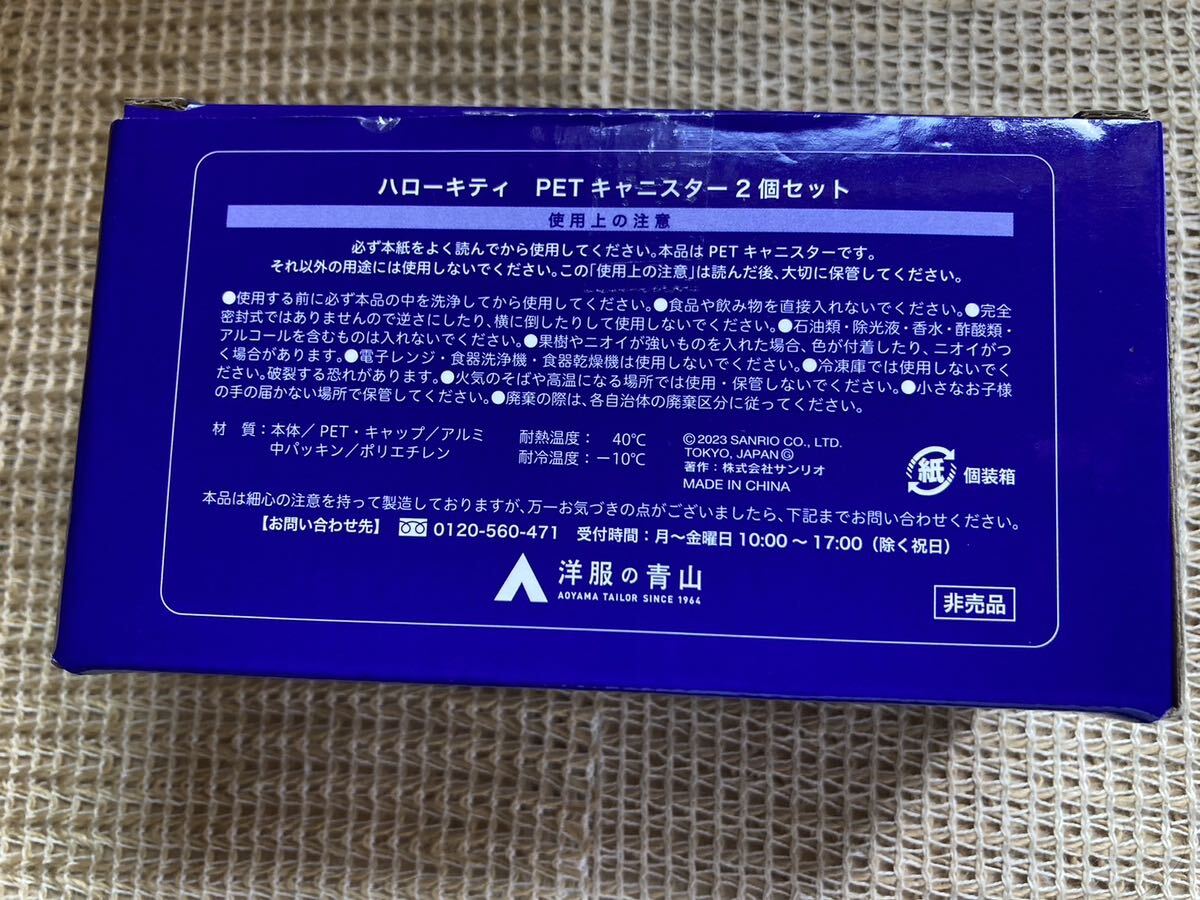 ハローキティ　PETキャニスター2個セット
使用上の注意
必ず本紙をよく読んでから使用してください。本品はPETキャニスターです。
それ以外の用途には使用しないでください。この「使用上の注意」は読んだ後、大切に保管してください。
●使用する前に必ず本品の中を洗浄してから使用してください。●食品や飲み物を直接入れないでください。●完全
密封式ではありませんので逆さにしたり、横に倒したりして使用しないでください。●石油類・除光液・香水・酢酸類・
アルコールを含むものは入れないでください。●果樹やニオイが強いものを入れた場合、色が付着したり、ニオイがつ
く場合があります。●電子レンジ・食器洗浄機・食器乾燥機は使用しないでください。●冷凍庫では使用しないでく
ださい。破裂する恐れがあります。●火気のそばや高温になる場所では使用・保管しないでください。●小さなお子様
の手の届かない場所で保管してください。●廃棄の際は、各自治体の廃棄区分に従ってください。
材　質：本体／PET・キャップ／アルミ
中パッキン／ポリエチレン
耐熱温度：　40℃
耐冷温度：－10℃
©2023 SANRIO CO., LTD.
TOKYO, JAPAN Ⓖ
著作：株式会社サンリオ
MADE IN CHINA
紙
個装箱
本品は細心の注意を持って製造しておりますが、万一お気づきの点がございましたら、下記までお問い合わせください。
【お問い合わせ先】 0120-560-471　受付時間：月～金曜日10:00～17:00（除く祝日）
洋服の青山
AOYAMA TAILOR SINCE 1964
非売品